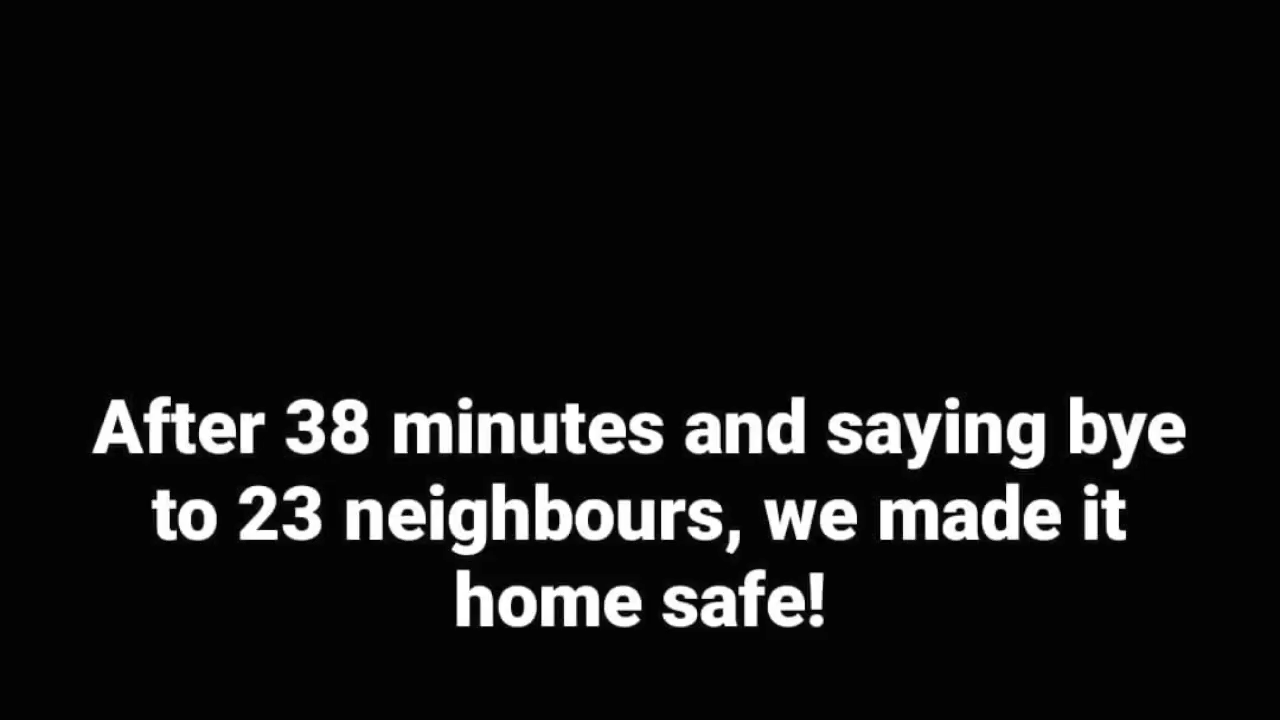 After 38 minutes and saying bye
to 23 neighbours, we made it
home safe!